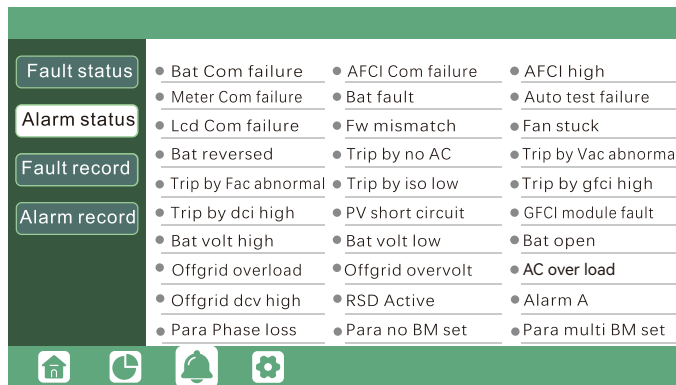 Fault status
Alarm status
Fault record
Alarm record
Bat Com failure AFCI Com failure AFCI high
Meter Com failure Bat fault Auto test failure
Lcd Com failure Fw mismatch Fan stuck
Bat reversed Trip by no AC Trip by Vac abnorma
Trip by Fac abnormal Trip by iso low Trip by gfci high
Trip by dci high PV short circuit GFCI module fault
Bat volt high Bat volt low Bat open
Offgrid overload Offgrid overvolt AC over load
Offgrid dcv high RSD Active Alarm A
Para Phase loss Para no BM set Para multi BM set